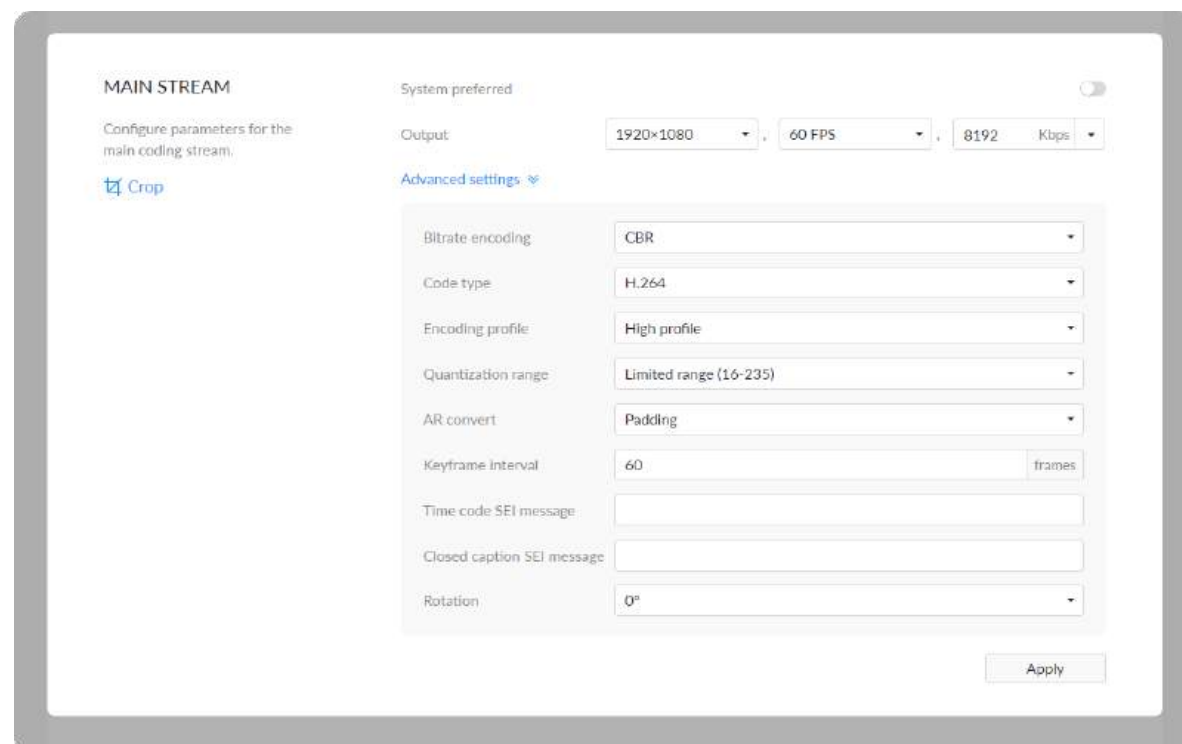 MAIN STREAM
Configure parameters for the
main coding stream.
Crop
System preferred
Output 1920×1080 , 60 FPS , 8192 Kbps
Advanced settings
Bitrate encoding CBR
Code type H.264
Encoding profile High profile
Quantization range Limited range (16-235)
AR convert Padding
Keyframe interval 60 frames
Time code SEI message
Closed caption SEI message
Rotation 0°
Apply